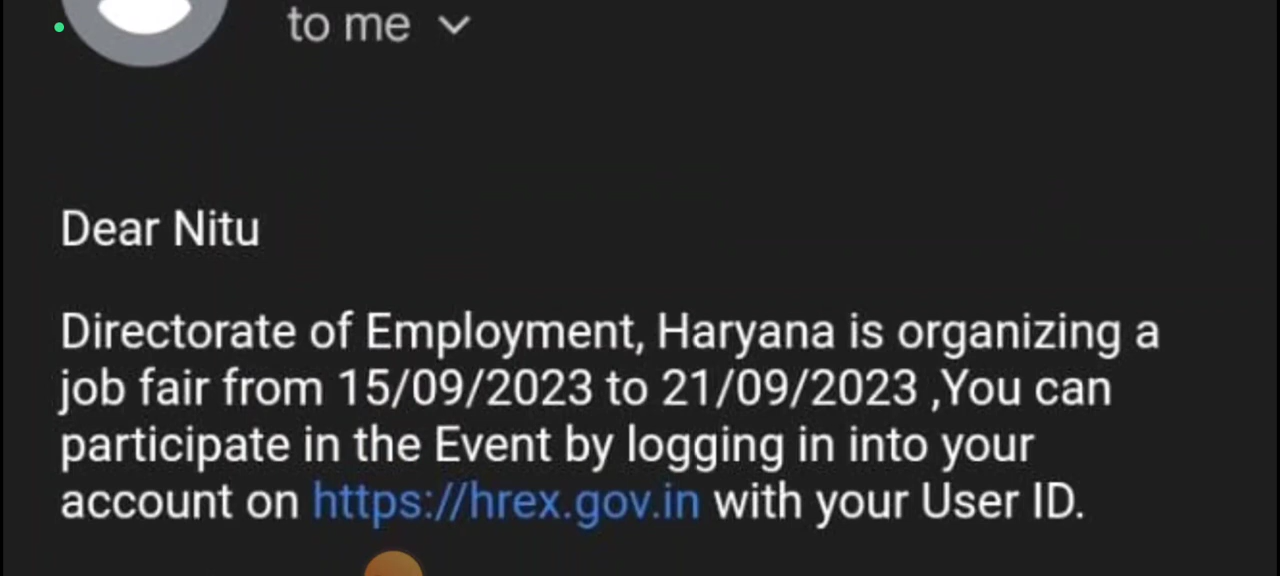 to me
Dear Nitu
Directorate of Employment, Haryana is organizing a
job fair from 15/09/2023 to 21/09/2023 ,You can
participate in the Event by logging in into your
account on https://hrex.gov.in with your User ID.